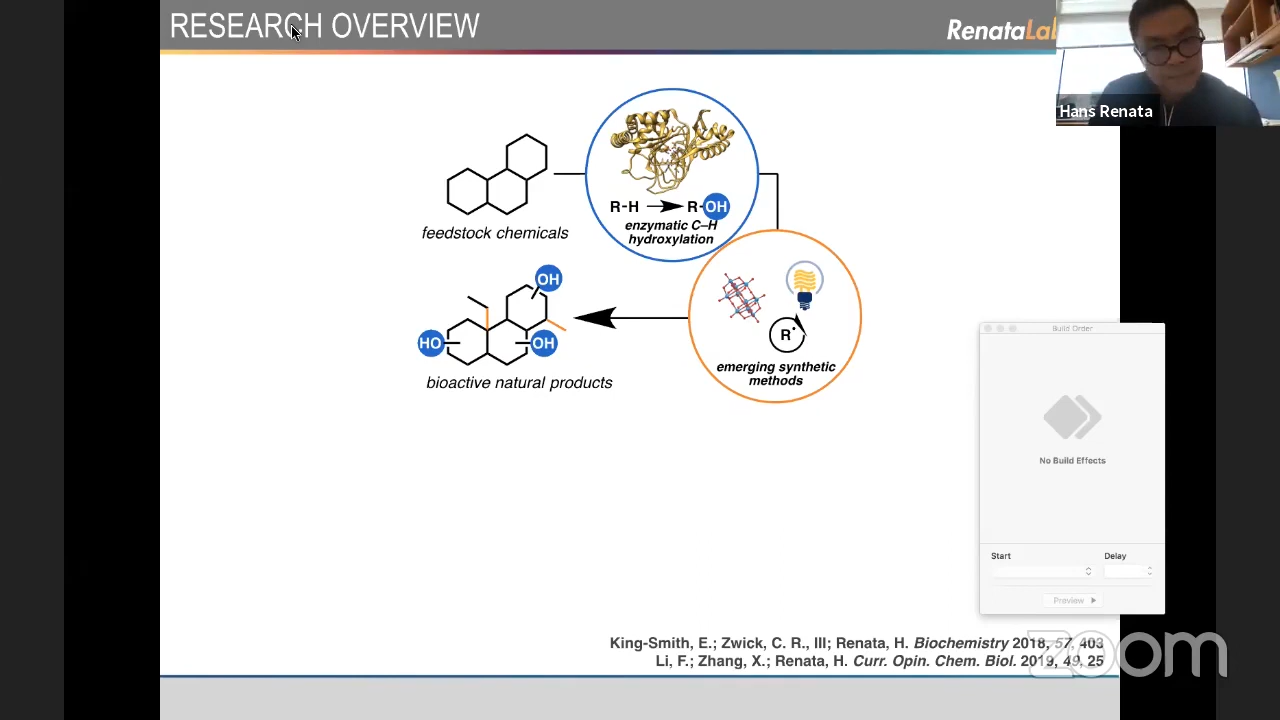 RESEARCH OVERVIEW
RenataLab
Hans Renata
R-H R-OH
enzymatic C–H
hydroxylation
feedstock chemicals
OH
HO
OH
bioactive natural products
R
emerging synthetic
methods
Build Order
No Build Effects
Start Delay
Preview
King-Smith, E.; Zwick, C. R., III; Renata, H. Biochemistry 2018, 57, 403
Li, F.; Zhang, X.; Renata, H. Curr. Opin. Chem. Biol. 2019, 49, 25
zoom